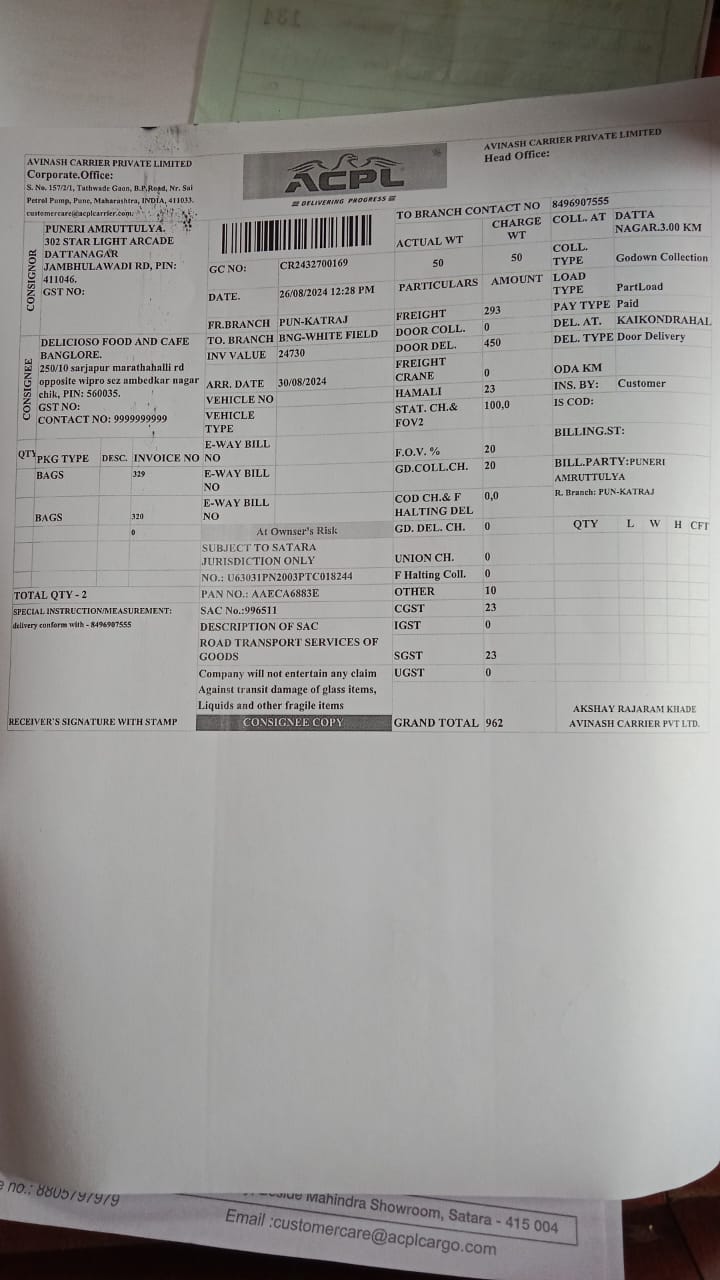 184
AVINASH CARRIER PRIVATE LIMITED
Corporate.Office:
S. No. 157/2/1, Tathwade Gaon, B.P.Road, Nr. Sai
Petrol Pump, Pune, Maharashtra, INDIA, 411033.
customercare@acplcarrier.com.
ACPL
DELIVERING PROGRESS
AVINASH CARRIER PRIVATE LIMITED
Head Office:
CONSIGNOR
PUNERI AMRUTTULYA.
302 STAR LIGHT ARCADE
DATTANAGAR
JAMBHULAWADI RD, PIN:
411046.
GST NO:
GC NO: CR2432700169
DATE. 26/08/2024 12:28 PM
FR.BRANCH PUN-KATRAJ
TO. BRANCH BNG-WHITE FIELD
INV VALUE 24730
ARR. DATE 30/08/2024
VEHICLE NO
VEHICLE
TYPE
E-WAY BILL
NO
E-WAY BILL
NO
E-WAY BILL
NO
CONSIGNEE
DELICIOSO FOOD AND CAFE
BANGLORE.
250/10 sarjapur marathahalli rd
opposite wipro sez ambedkar nagar
chik, PIN: 560035.
GST NO:
CONTACT NO: 9999999999
QTY PKG TYPE DESC. INVOICE NO
BAGS 329
BAGS 320
0
TOTAL QTY - 2
SPECIAL INSTRUCTION/MEASUREMENT:
delivery conform with - 8496907555
RECEIVER'S SIGNATURE WITH STAMP
At Ownser's Risk
SUBJECT TO SATARA
JURISDICTION ONLY
NO.: U63031PN2003PTC018244
PAN NO.: AAECA6883E
SAC No.:996511
DESCRIPTION OF SAC
ROAD TRANSPORT SERVICES OF
GOODS
Company will not entertain any claim
Against transit damage of glass items,
Liquids and other fragile items
CONSIGNEE COPY
TO BRANCH CONTACT NO 8496907555
ACTUAL WT CHARGE
WT
50 50
PARTICULARS AMOUNT
FREIGHT 293
DOOR COLL. 0
DOOR DEL. 450
FREIGHT
CRANE 0
HAMALI 23
STAT. CH.& 100,0
FOV2
F.O.V. % 20
GD.COLL.CH. 20
COD CH.& F 0,0
HALTING DEL
GD. DEL. CH. 0
UNION CH. 0
F Halting Coll. 0
OTHER 10
CGST 23
IGST 0
SGST 23
UGST 0
GRAND TOTAL 962
COLL. AT DATTA
NAGAR.3.00 KM
COLL.
TYPE Godown Collection
LOAD
TYPE PartLoad
PAY TYPE Paid
DEL. AT. KAIKONDRAHAL
DEL. TYPE Door Delivery
ODA KM
INS. BY: Customer
IS COD:
BILLING.ST:
BILL.PARTY:PUNERI
AMRUTTULYA
R. Branch: PUN-KATRAJ
QTY L W H CFT
AKSHAY RAJARAM KHADE
AVINASH CARRIER PVT LTD.
e no.: 8805797979
Mahindra Showroom, Satara - 415 004
Email :customercare@acplcargo.com